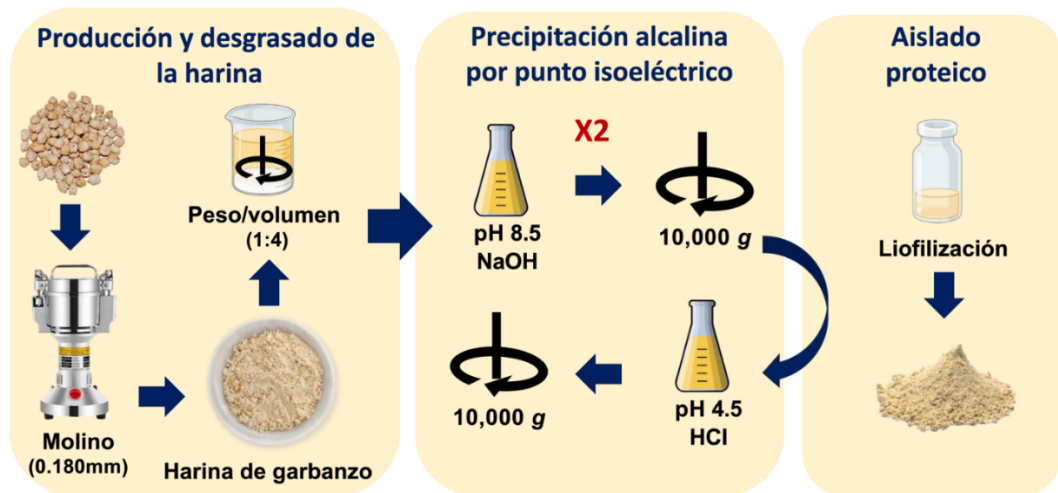 Producción y desgrasado de
la harina
Peso/volumen
(1:4)
Molino
(0.180mm)
Harina de garbanzo
Precipitación alcalina
por punto isoeléctrico
X2
pH 8.5
NaOH
10,000 g
pH 4.5
HCl
10,000 g
Aislado
proteico
Liofilización